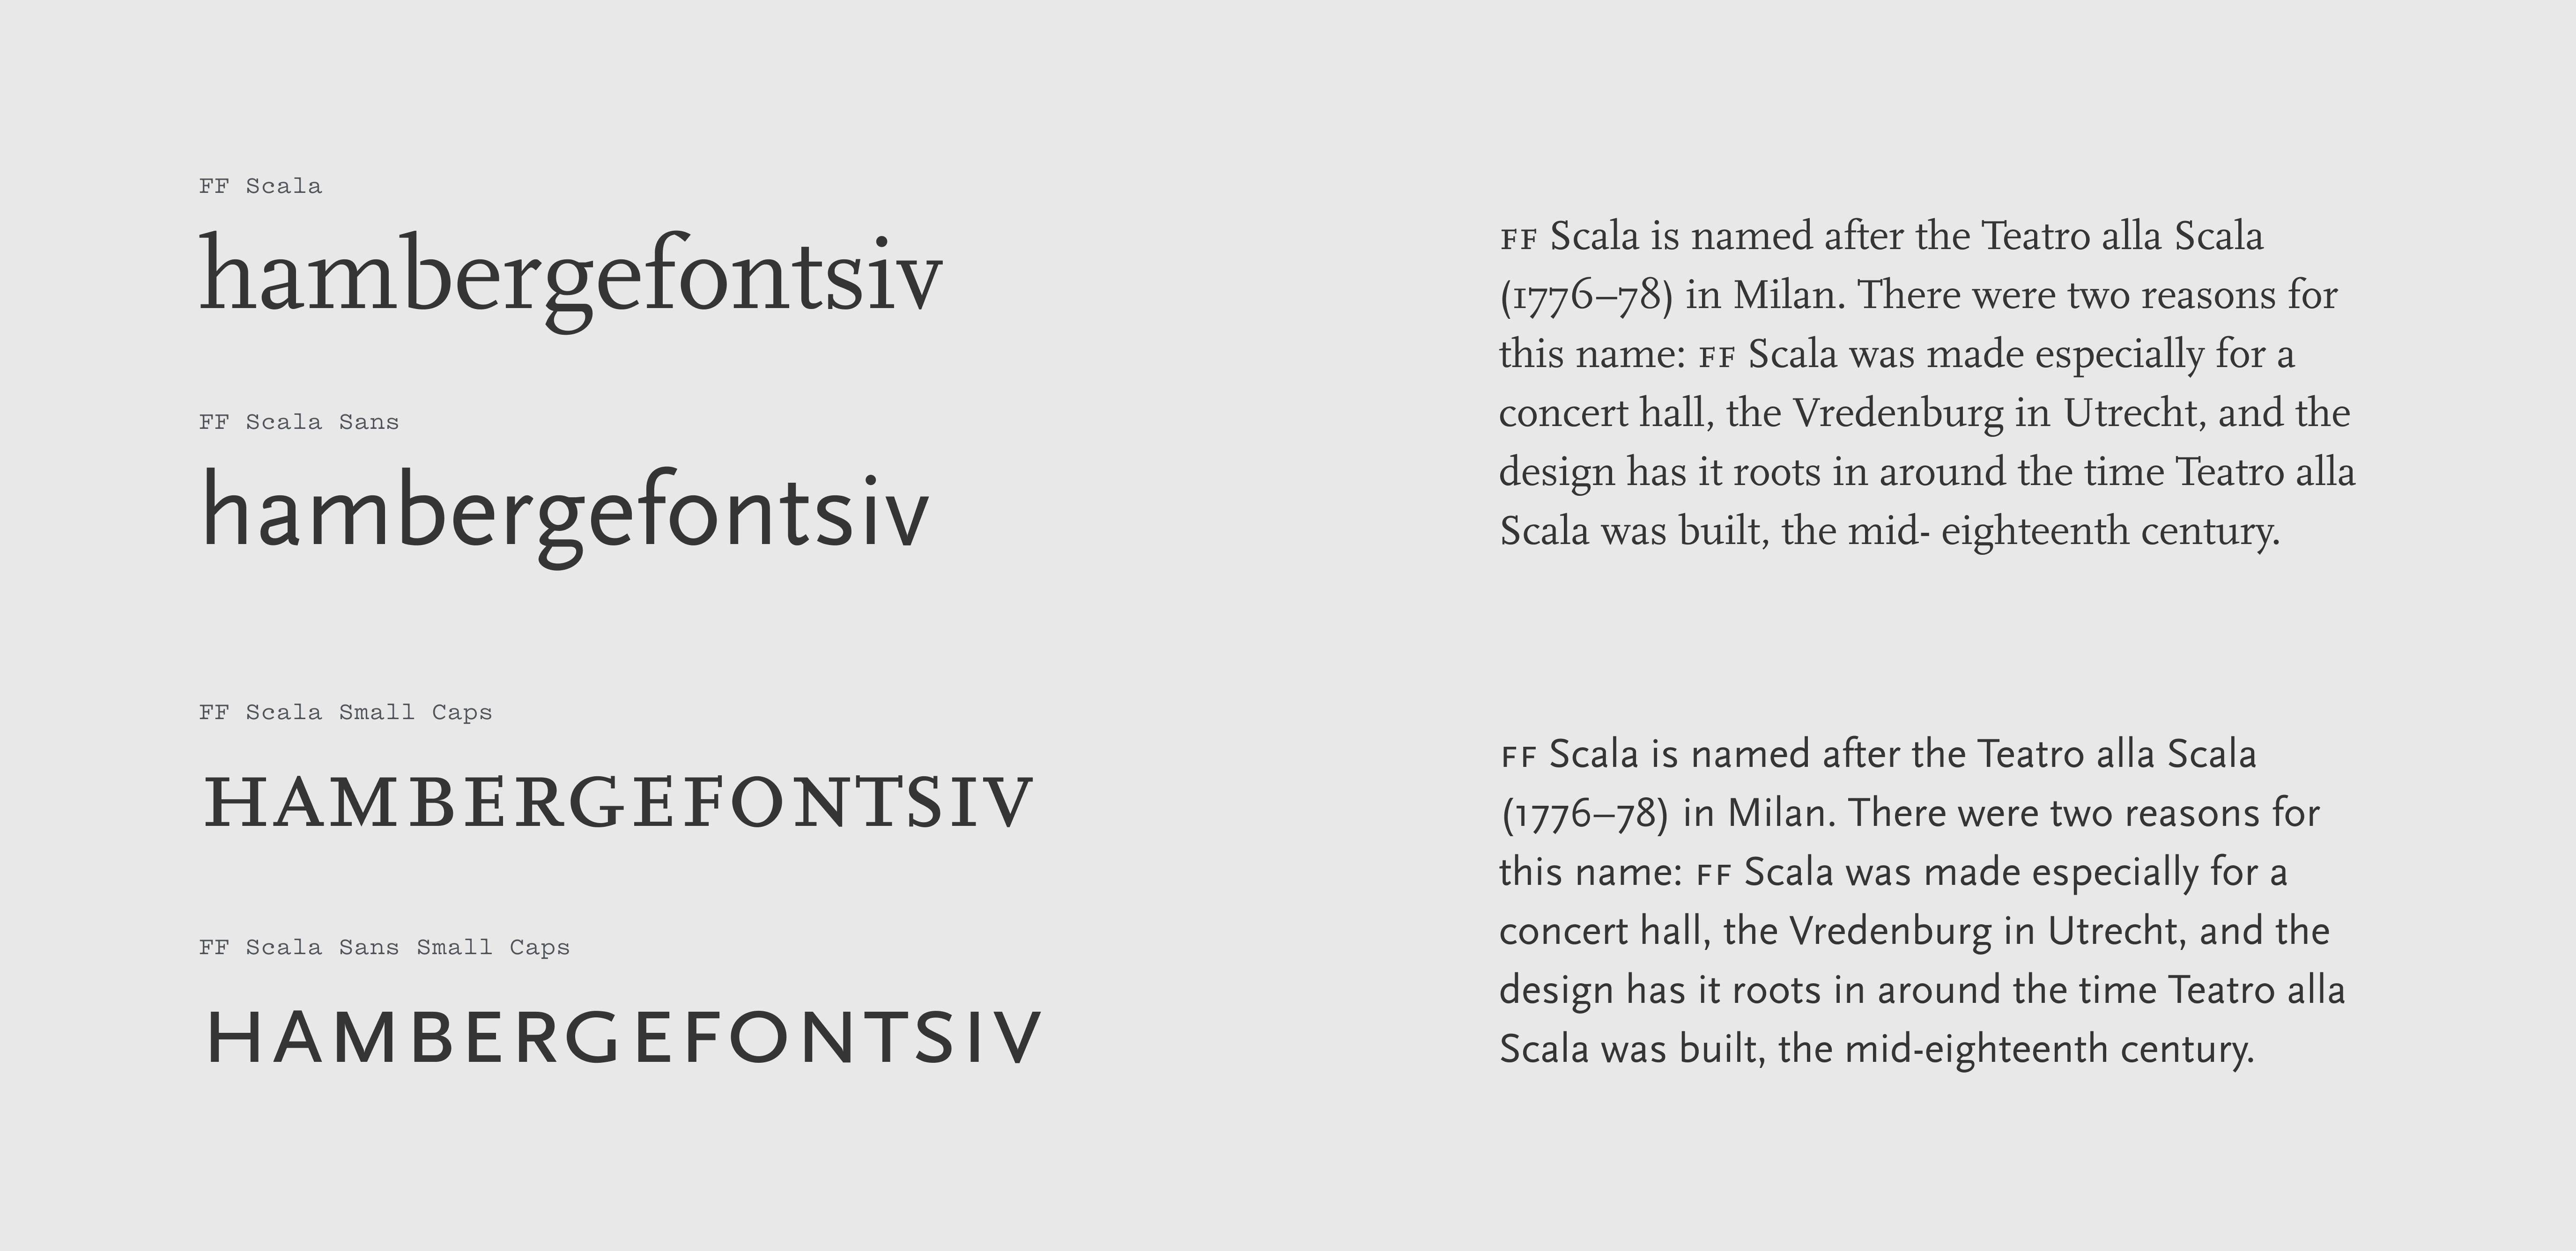 FF Scala
hambergefontsiv
FF Scala Sans
hambergefontsiv
FF Scala Small Caps
HAMBERGEFONTSIV
FF Scala Sans Small Caps
HAMBERGEFONTSIV
FF Scala is named after the Teatro alla Scala
(1776–78) in Milan. There were two reasons for
this name: FF Scala was made especially for a
concert hall, the Vredenburg in Utrecht, and the
design has it roots in around the time Teatro alla
Scala was built, the mid- eighteenth century.
FF Scala is named after the Teatro alla Scala
(1776–78) in Milan. There were two reasons for
this name: FF Scala was made especially for a
concert hall, the Vredenburg in Utrecht, and the
design has it roots in around the time Teatro alla
Scala was built, the mid-eighteenth century.